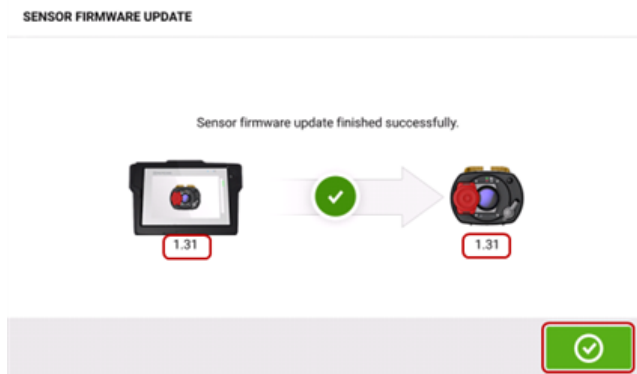 SENSOR FIRMWARE UPDATE
Sensor firmware update finished successfully.
1.31
1.31